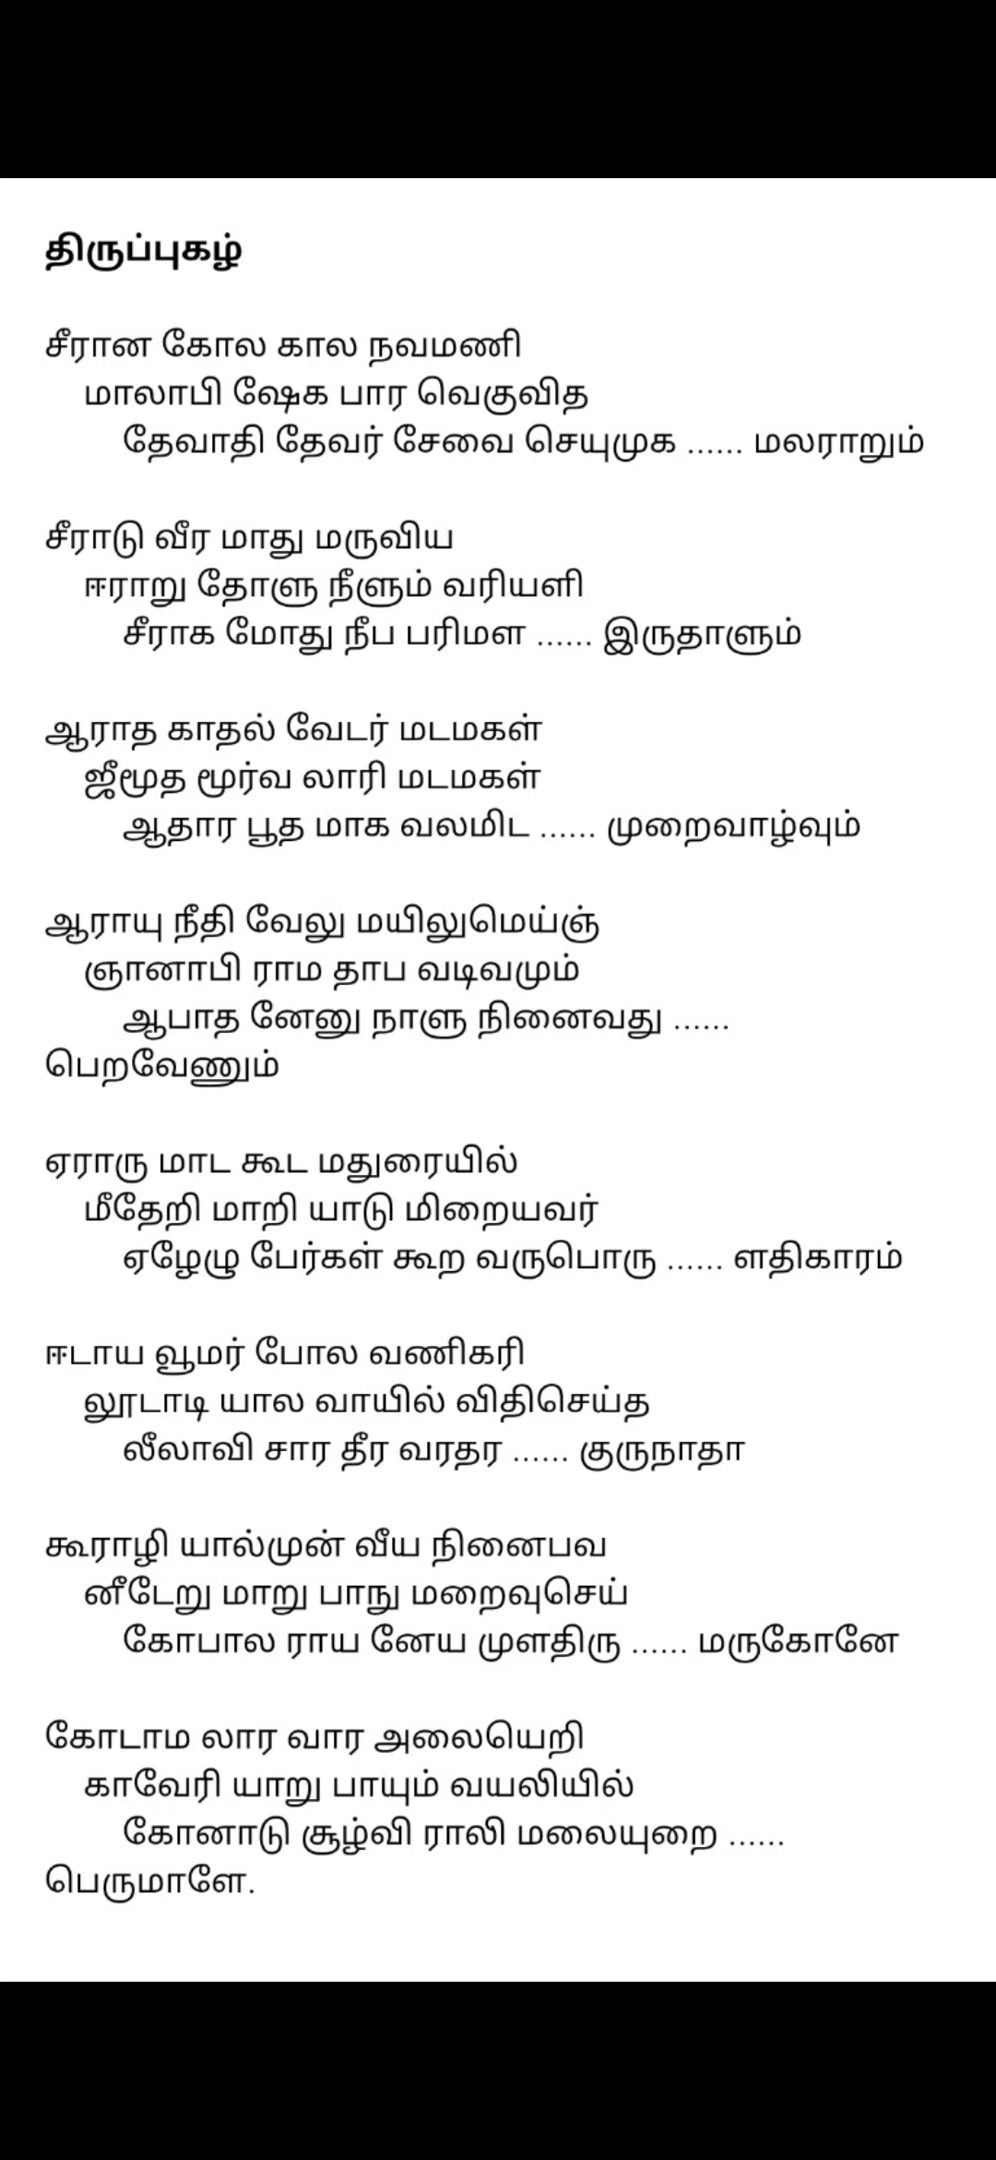 திருப்புகழ்
சீரான கோல கால நவமணி
மாலாபி ஷேக பார வெகுவித
தேவாதி தேவர் சேவை செயுமுக ...... மலராறும்
சீராடு வீர மாது மருவிய
ஈராறு தோளு நீளும் வரியளி
சீராக மோது நீப பரிமள ...... இருதாளும்
ஆராத காதல் வேடர் மடமகள்
ஜீமூத மூர்வ லாரி மடமகள்
ஆதார பூத மாக வலமிட ...... முறைவாழ்வும்
ஆராயு நீதி வேலு மயிலுமெய்ஞ்
ஞானாபி ராம தாப வடிவமும்
ஆபாத னேனு நாளு நினைவது ......
பெறவேணும்
ஏராரு மாட கூட மதுரையில்
மீதேறி மாறி யாடு மிறையவர்
ஏழேழு பேர்கள் கூற வருபொரு ...... ளதிகாரம்
ஈடாய வூமர் போல வணிகரி
லூடாடி யால வாயில் விதிசெய்த
லீலாவி சார தீர வரதர ...... குருநாதா
கூராழி யால்முன் வீய நினைபவ
னீடேறு மாறு பாநு மறைவுசெய்
கோபால ராய னேய முளதிரு ...... மருகோனே
கோடாம லார வார அலையெறி
காவேரி யாறு பாயும் வயலியில்
கோனாடு சூழ்வி ராலி மலையுறை ......
பெருமாளே.